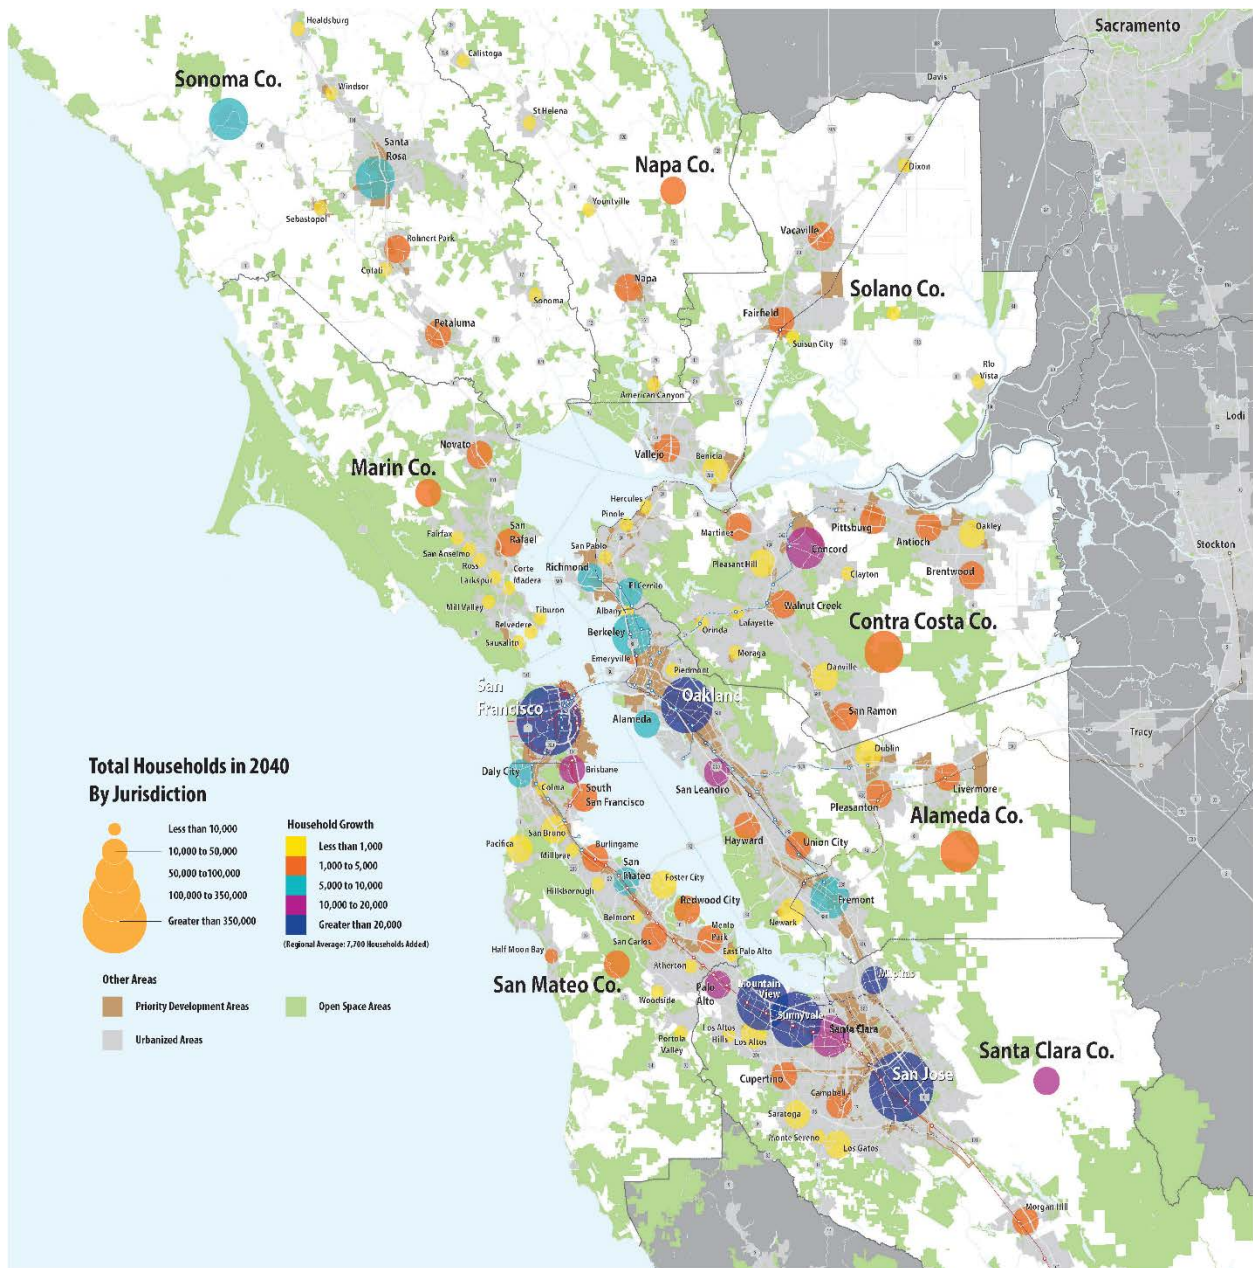 Healdsburg
Sacramento
Calistoga
Davis
Sonoma Co.
Windsor
St Helena
Santa
Rosa
Napa Co.
Dixon
Sebastopol
Yountville
Vacaville
Rohnert Park
Cotati
Napa
Solano Co.
Sonoma
Petaluma
Fairfield
Suisun City
Rio
Vista
American Canyon
Lodi
Novato
Vallejo
Benicia
Marin Co.
Hercules
Pinole
Martinez
Pittsburg
Antioch
Oakley
San
Rafael
Fairfax
San Anselmo
Ross
Larkspur
Corte
Madera
San Pablo
Richmond
Pleasant Hill
Concord
Clayton
Brentwood
Stockton
El Cerrito
Mill Valley
Tiburon
Albany
Walnut Creek
Belvedere
Berkeley
Orinda
Lafayette
Contra Costa Co.
Sausalito
Emeryville
Moraga
Piedmont
Danville
San
Francisco
Oakland
San Ramon
Alameda
Tracy
Dublin
Total Households in 2040
By Jurisdiction
Daly City
Brisbane
Colma
South
San Francisco
San Leandro
Livermore
Pleasanton
Alameda Co.
Less than 10,000
10,000 to 50,000
50,000 to100,000
100,000 to 350,000
Greater than 350,000
Household Growth
Less than 1,000
1,000 to 5,000
5,000 to 10,000
10,000 to 20,000
Greater than 20,000
(Regional Average: 7,700 Households Added)
San Bruno
Pacifica
Millbrae
Burlingame
Hayward
Union City
San
Mateo
Hillsborough
Foster City
Fremont
Belmont
Redwood City
Newark
San Carlos
Menlo
Park
Half Moon Bay
East Palo Alto
Atherton
San Mateo Co.
Milpitas
Other Areas
Priority Development Areas
Open Space Areas
Urbanized Areas
Woodside
Palo
Alto
Mountain
View
Sunnyvale
Santa Clara
Portola
Valley
Los Altos
Hills
Los Altos
Santa Clara Co.
Cupertino
San Jose
Campbell
Saratoga
Monte Sereno
Los Gatos
Morgan Hill